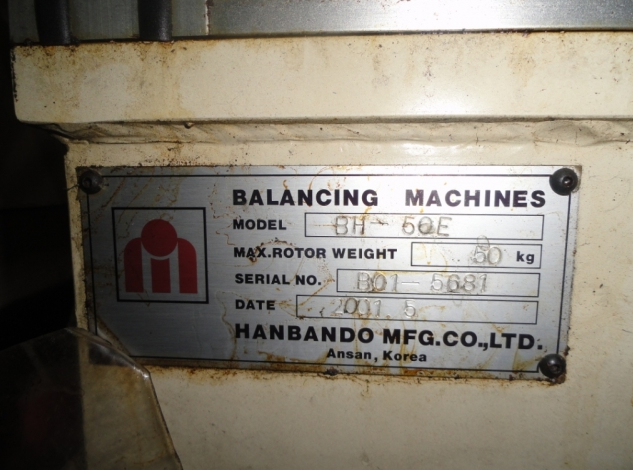 BALANCING MACHINES
MODEL BH-50E
MAX.ROTOR WEIGHT 50 kg
SERIAL NO. B01-5681
DATE 2001. 5
HANBANDO MFG.CO.,LTD.
Ansan, Korea